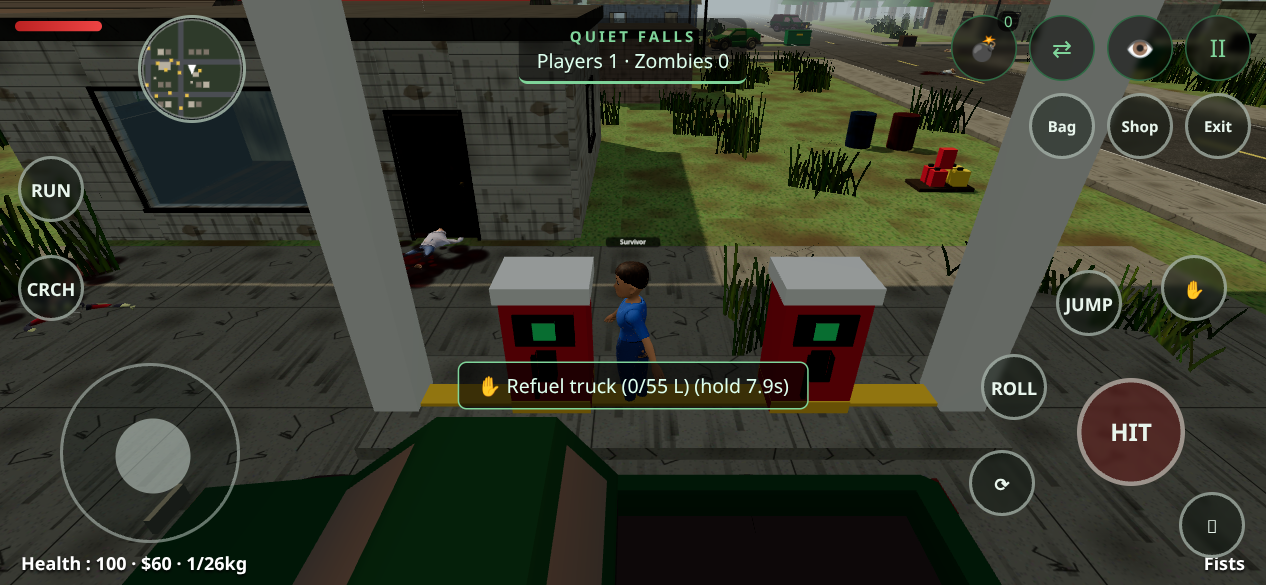 QUIET FALLS
Players 1 · Zombies 0
0
II
Bag
Shop
Exit
RUN
CRCH
Survivor
JUMP
✋ Refuel truck (0/55 L) (hold 7.9s)
ROLL
HIT
Health : 100 · $60 · 1/26kg
Fists